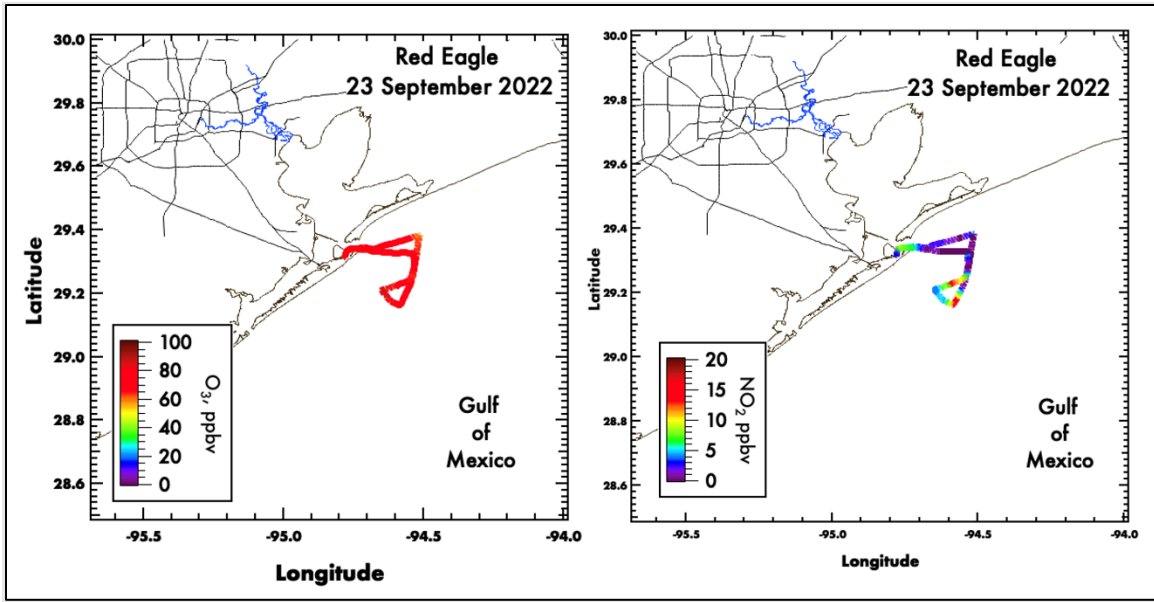 Red Eagle
23 September 2022
30.0
29.8
29.6
29.4
29.2
29.0
28.8
28.6
Latitude
100
80
60
40
20
0
O3, ppbv
Gulf
of
Mexico
-95.5
-95.0
-94.5
-94.0
Longitude
Red Eagle
23 September 2022
30.0
29.8
29.6
29.4
29.2
29.0
28.8
28.6
Latitude
20
15
10
5
0
NO2 ppbv
Gulf
of
Mexico
-95.5
-95.0
-94.5
-94.0
Longitude